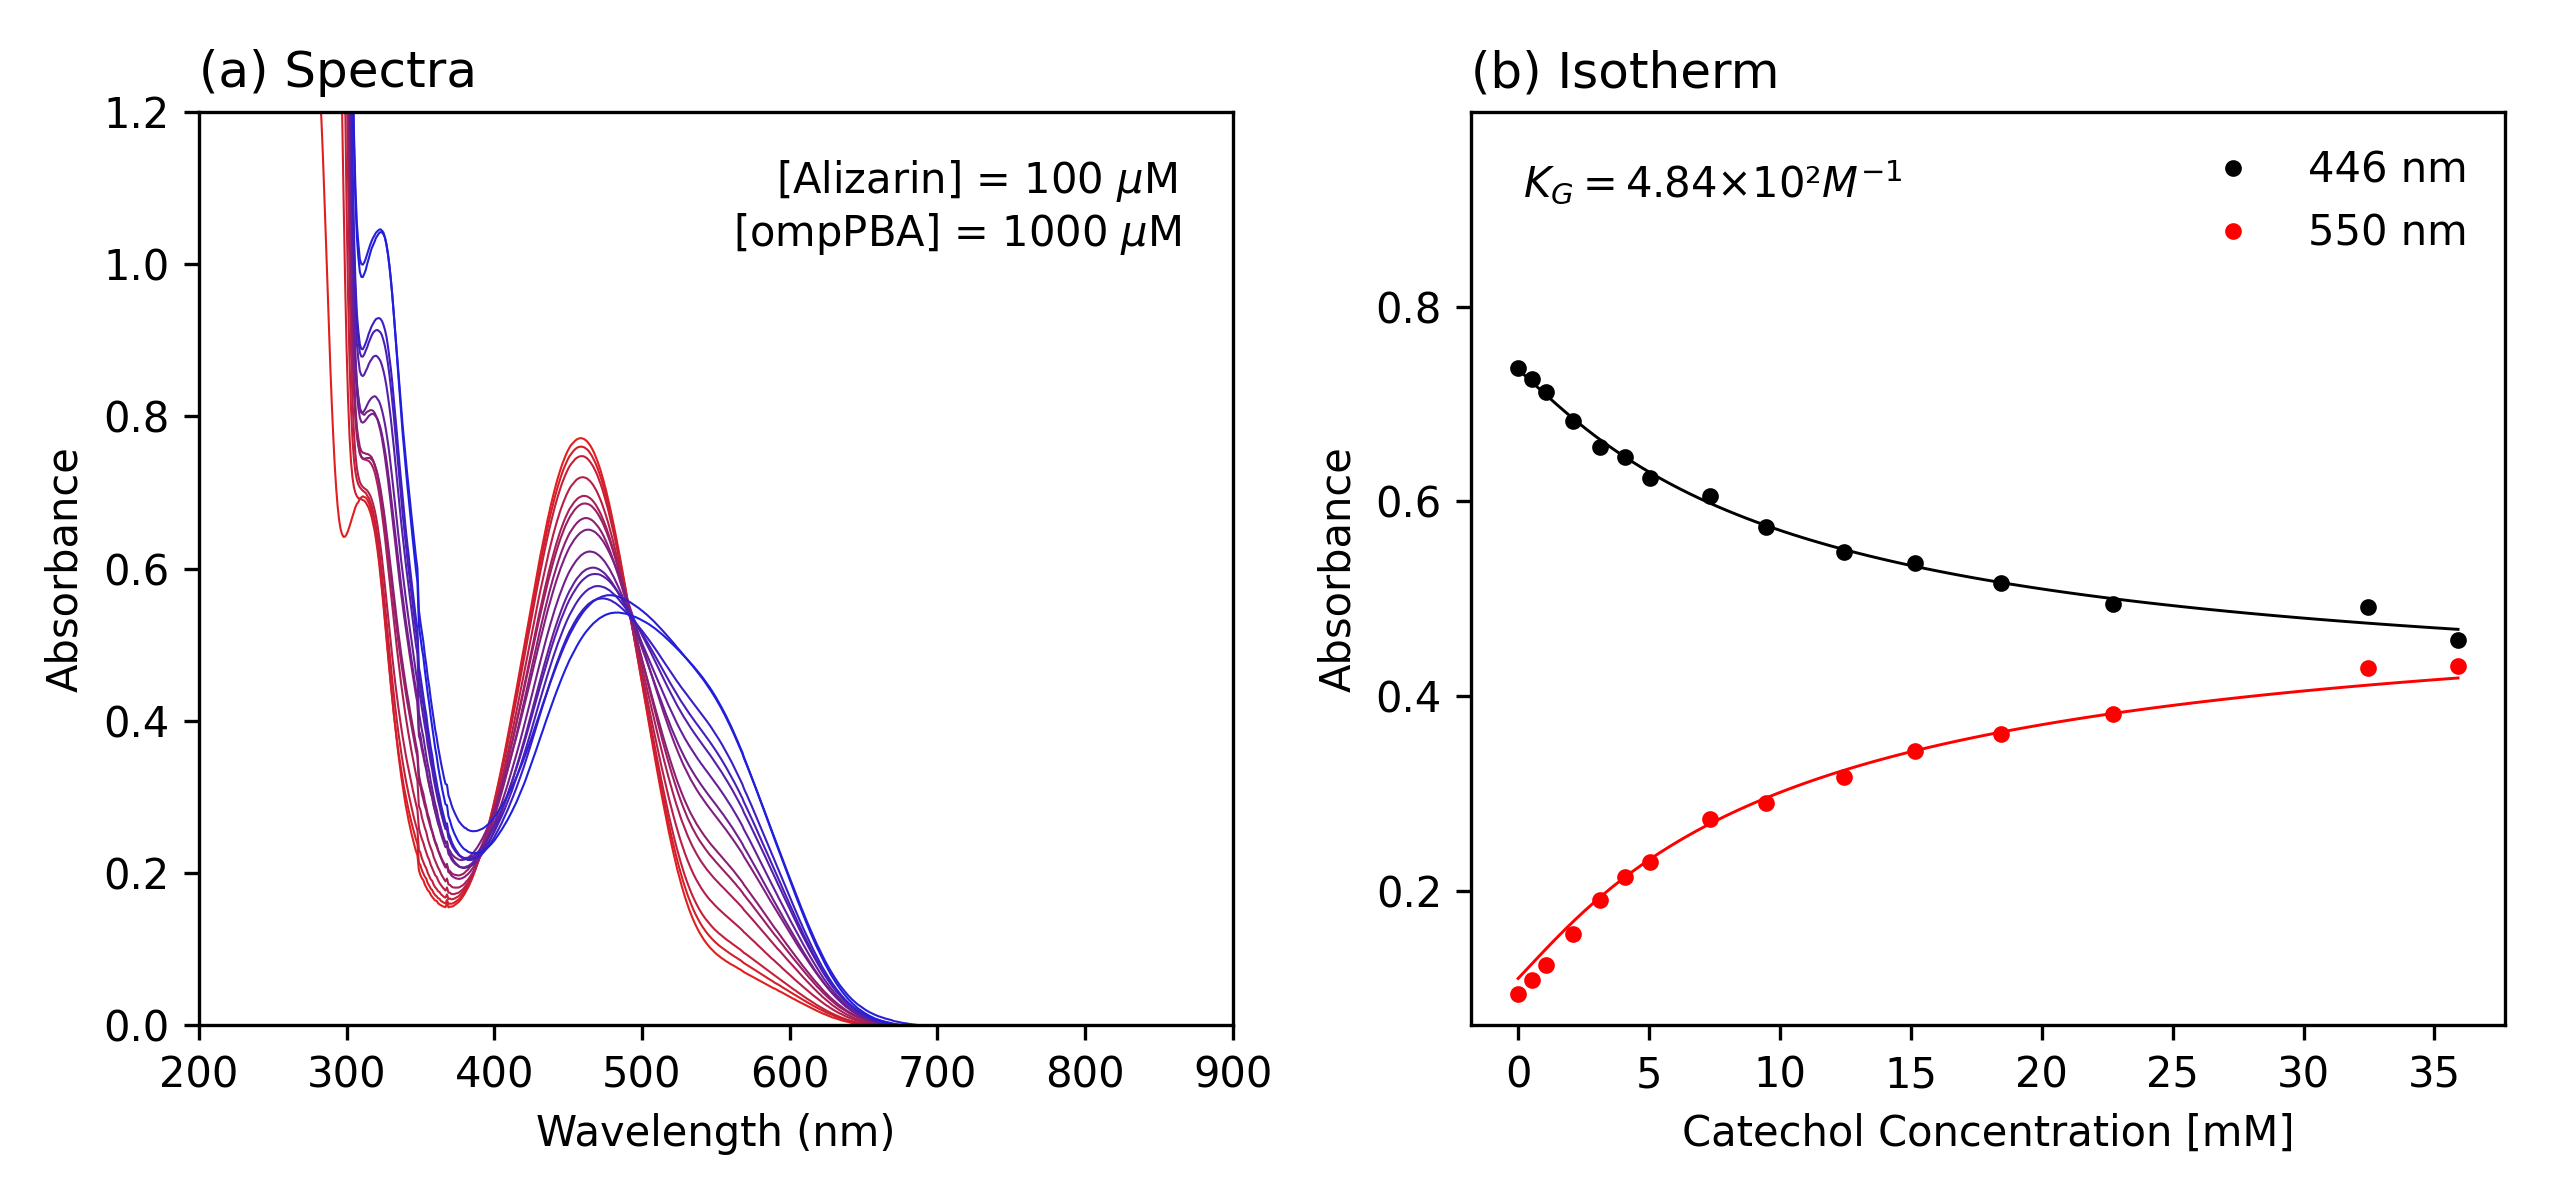 (a) Spectra
1.2
1.0
0.8
0.6
0.4
0.2
0.0
Absorbance
[Alizarin] = 100 μM
[ompPBA] = 1000 μM
200 300 400 500 600 700 800 900
Wavelength (nm)
(b) Isotherm
K_G = 4.84×10²M⁻¹
446 nm
550 nm
0.8
0.6
0.4
0.2
Absorbance
0 5 10 15 20 25 30 35
Catechol Concentration [mM]